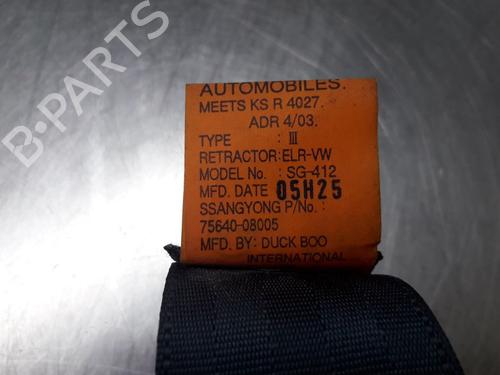 AUTOMOBILES.
MEETS KS R 4027.
ADR 4/03.
TYPE : III
RETRACTOR:ELR-VW
MODEL No. : SG-412
MFD. DATE 05H25
SSANGYONG P/No. :
75640-08005
MFD. BY: DUCK BOO
INTERNATIONAL
B-PARTS